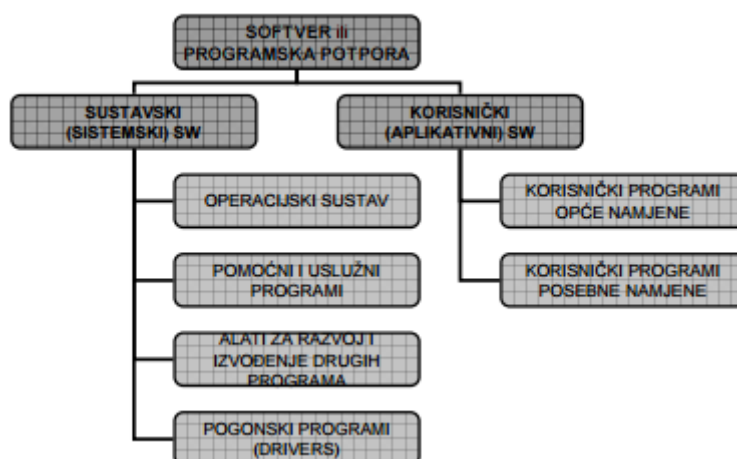 SOFTVER ili
PROGRAMSKA POTPORA
SUSTAVSKI
(SISTEMSKI) SW
KORISNIČKI
(APLIKATIVNI) SW
OPERACIJSKI SUSTAV
POMOĆNI I USLUŽNI
PROGRAMI
ALATI ZA RAZVOJ I
IZVOĐENJE DRUGIH
PROGRAMA
POGONSKI PROGRAMI
(DRIVERS)
KORISNIČKI PROGRAMI
OPĆE NAMJENE
KORISNIČKI PROGRAMI
POSEBNE NAMJENE